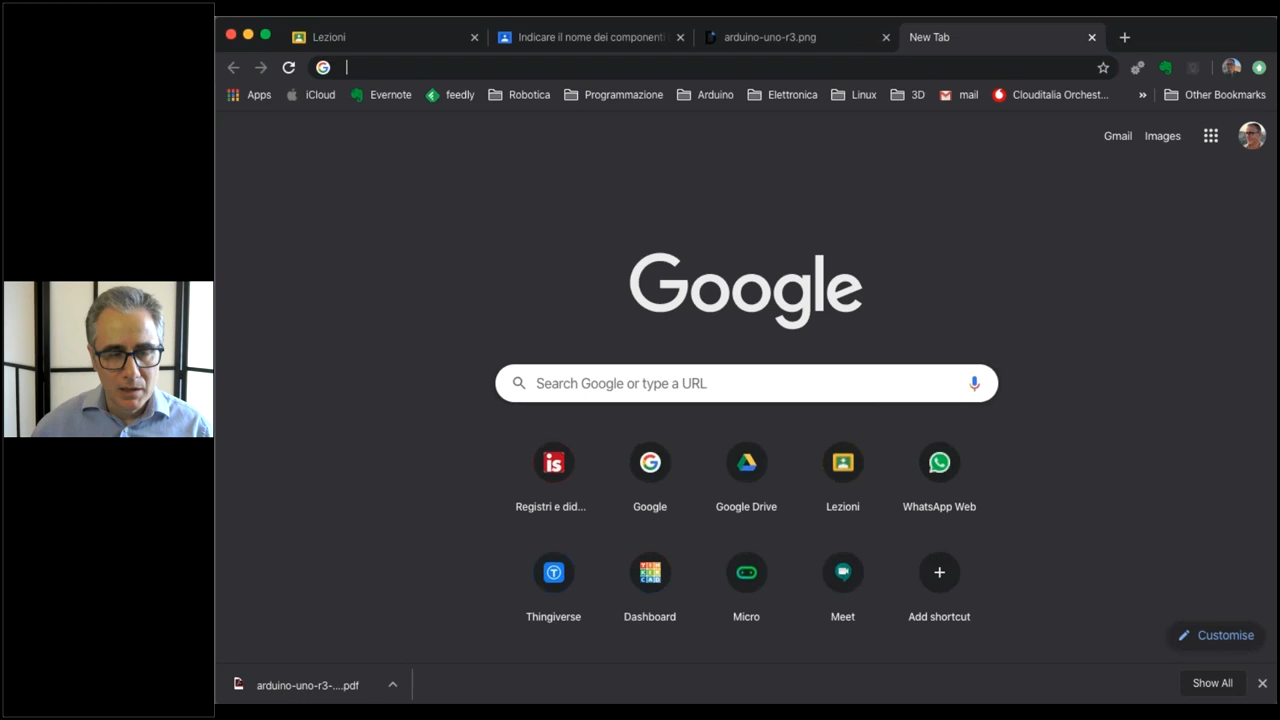 Lezioni
Indicare il nome dei componenti
arduino-uno-r3.png
New Tab
Apps
iCloud
Evernote
feedly
Robotica
Programmazione
Arduino
Elettronica
Linux
3D
mail
Clouditalia Orchest...
»
Other Bookmarks
Gmail
Images
Google
Search Google or type a URL
is
Registri e did...
Google
Google Drive
Lezioni
WhatsApp Web
Thingiverse
Dashboard
Micro
Meet
Add shortcut
Customise
arduino-uno-r3-....pdf
Show All